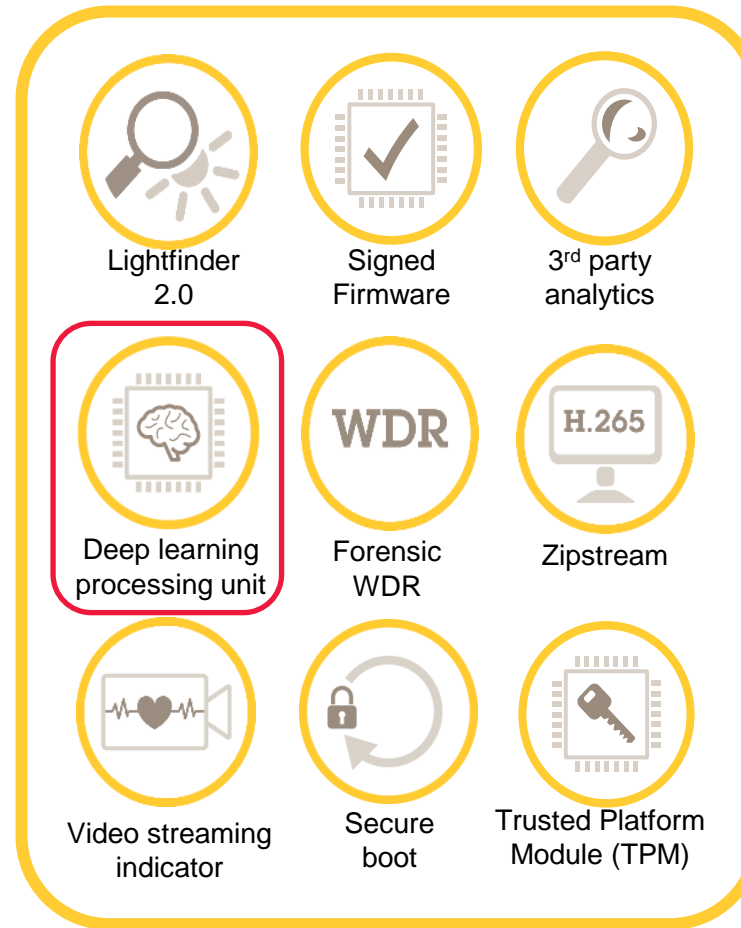 Lightfinder
2.0
Signed
Firmware
3rd party
analytics
WDR
H.265
Deep learning
processing unit
Forensic
WDR
Zipstream
Video streaming
indicator
Secure
boot
Trusted Platform
Module (TPM)